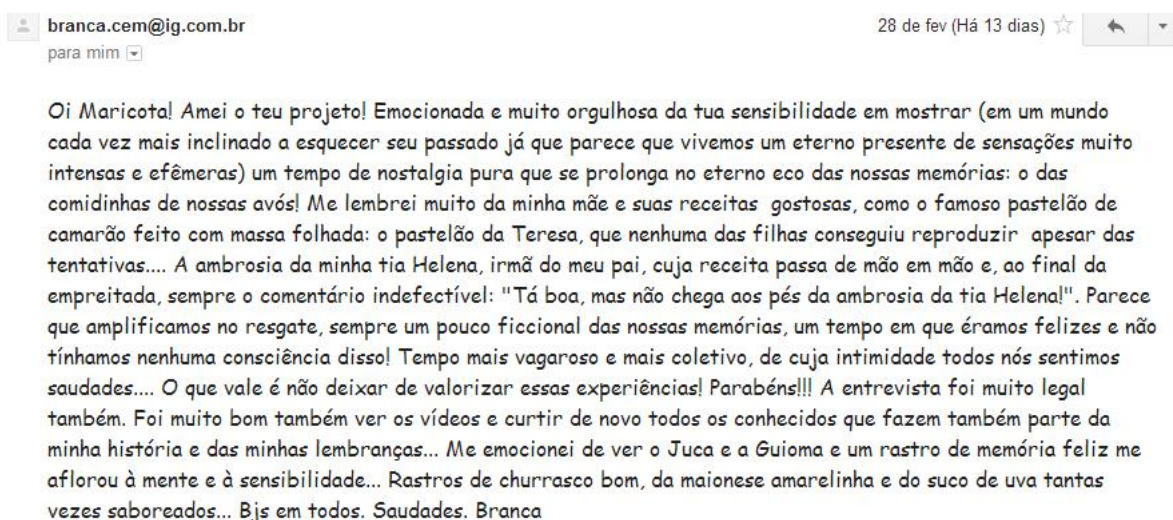 branca.cem@ig.com.br
28 de fev (Há 13 dias)
para mim
Oi Maricota! Amei o teu projeto! Emocionada e muito orgulhosa da tua sensibilidade em mostrar (em um mundo
cada vez mais inclinado a esquecer seu passado já que parece que vivemos um eterno presente de sensações muito
intensas e efêmeras) um tempo de nostalgia pura que se prolonga no eterno eco das nossas memórias: o das
comidinhas de nossas avós! Me lembrei muito da minha mãe e suas receitas  gostosas, como o famoso pastelão de
camarão feito com massa folhada: o pastelão da Teresa, que nenhuma das filhas conseguiu reproduzir  apesar das
tentativas.... A ambrosia da minha tia Helena, irmã do meu pai, cuja receita passa de mão em mão e, ao final da
empreitada, sempre o comentário indefectível: "Tá boa, mas não chega aos pés da ambrosia da tia Helena!". Parece
que amplificamos no resgate, sempre um pouco ficcional das nossas memórias, um tempo em que éramos felizes e não
tínhamos nenhuma consciência disso! Tempo mais vagaroso e mais coletivo, de cuja intimidade todos nós sentimos
saudades.... O que vale é não deixar de valorizar essas experiências! Parabéns!!! A entrevista foi muito legal
também. Foi muito bom também ver os vídeos e curtir de novo todos os conhecidos que fazem também parte da
minha história e das minhas lembranças... Me emocionei de ver o Juca e a Guioma e um rastro de memória feliz me
aflorou à mente e à sensibilidade... Rastros de churrasco bom, da maionese amarelinha e do suco de uva tantas
vezes saboreados... Bjs em todos. Saudades. Branca